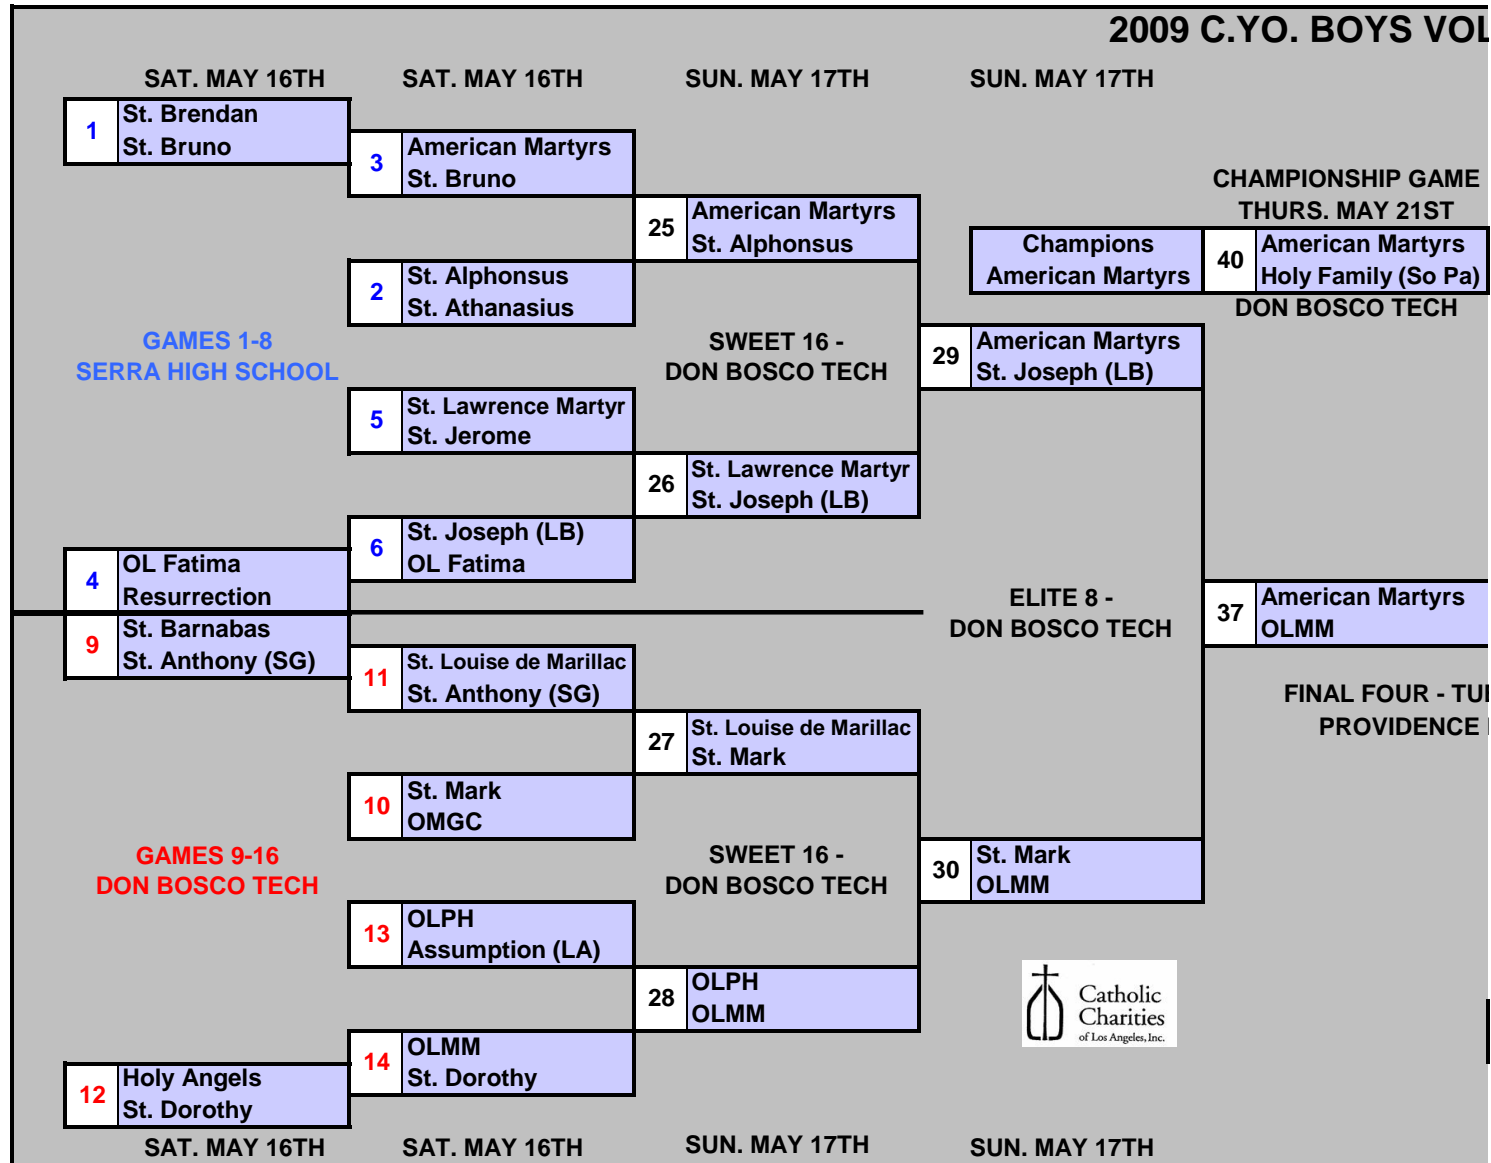 2009 C.YO. BOYS VOL
SAT. MAY 16TH
SAT. MAY 16TH
SUN. MAY 17TH
SUN. MAY 17TH
1
St. Brendan
St. Bruno
3
American Martyrs
St. Bruno
CHAMPIONSHIP GAME
THURS. MAY 21ST
25
American Martyrs
St. Alphonsus
Champions
American Martyrs
40
American Martyrs
Holy Family (So Pa)
DON BOSCO TECH
2
St. Alphonsus
St. Athanasius
GAMES 1-8
SERRA HIGH SCHOOL
SWEET 16 -
DON BOSCO TECH
29
American Martyrs
St. Joseph (LB)
5
St. Lawrence Martyr
St. Jerome
26
St. Lawrence Martyr
St. Joseph (LB)
6
St. Joseph (LB)
OL Fatima
4
OL Fatima
Resurrection
ELITE 8 -
DON BOSCO TECH
37
American Martyrs
OLMM
9
St. Barnabas
St. Anthony (SG)
11
St. Louise de Marillac
St. Anthony (SG)
FINAL FOUR - TU
PROVIDENCE
27
St. Louise de Marillac
St. Mark
10
St. Mark
OMGC
GAMES 9-16
DON BOSCO TECH
SWEET 16 -
DON BOSCO TECH
30
St. Mark
OLMM
13
OLPH
Assumption (LA)
28
OLPH
OLMM
Catholic
Charities
of Los Angeles, Inc.
14
OLMM
St. Dorothy
12
Holy Angels
St. Dorothy
SAT. MAY 16TH
SAT. MAY 16TH
SUN. MAY 17TH
SUN. MAY 17TH